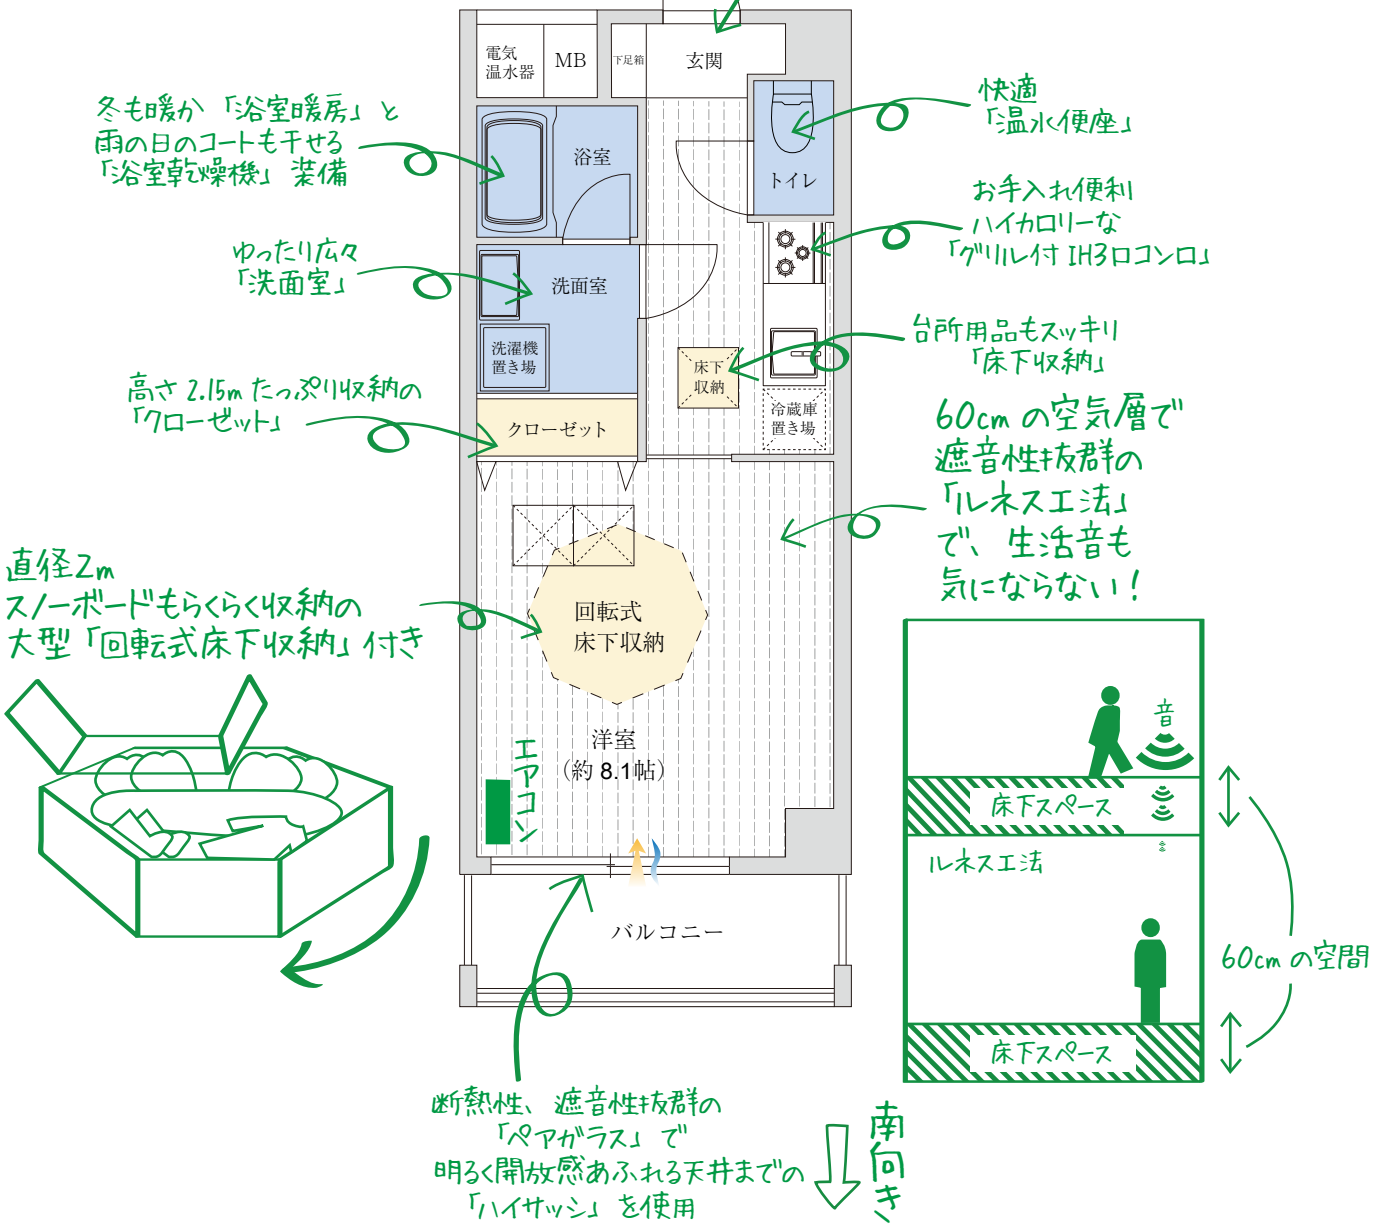 電気
温水器
MB
下足箱
玄関
冬も暖か「浴室暖房」と
雨の日のコートも干せる
「浴室乾燥機」装備
浴室
トイレ
快適
「温水便座」
お手入れ便利
ハイカロリーな
「グリル付 IH3口コンロ」
ゆったり広々
「洗面室」
洗面室
洗濯機
置き場
台所用品もスッキリ
「床下収納」
床下
収納
冷蔵庫
置き場
高さ 2.15m たっぷり収納の
「クローゼット」
クローゼット
60cm の空気層で
遮音性抜群の
「ルネス工法」
で、生活音も
気にならない!
直径2m
スノーボードもらくらく収納の
大型「回転式床下収納」付き
回転式
床下収納
洋室
(約 8.1帖)
エアコン
バルコニー
音
床下スペース
ルネス工法
60cm の空間
床下スペース
断熱性、遮音性抜群の
「ペアガラス」で
明るく開放感あふれる天井までの
「ハイサッシ」を使用
南向き